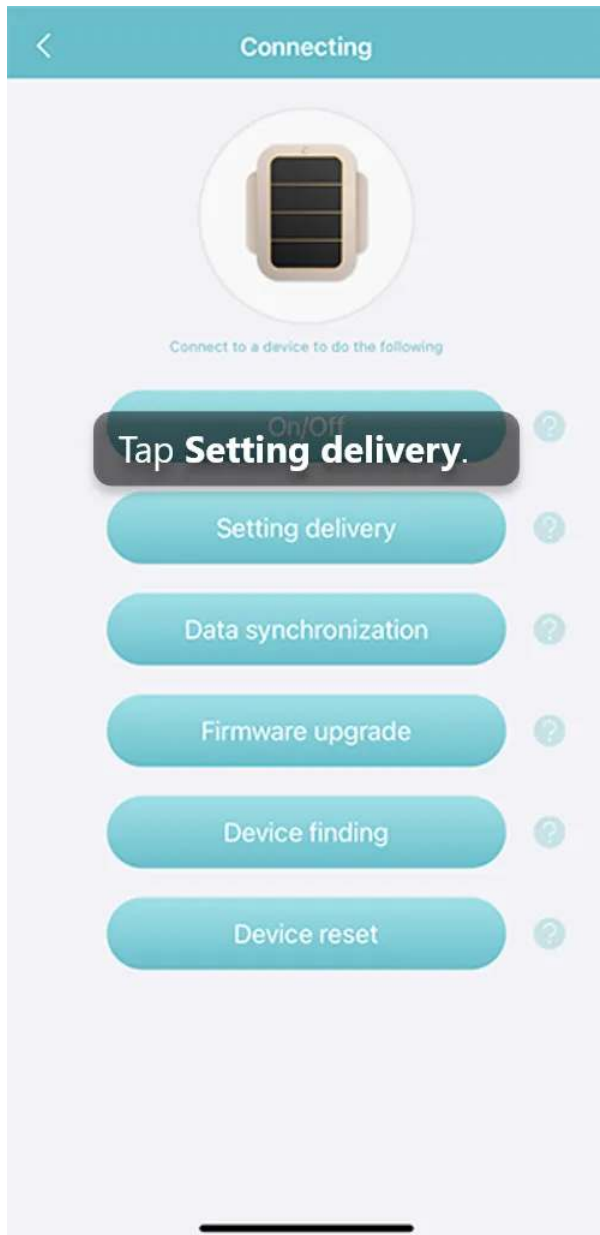 Connecting
Connect to a device to do the following
On/Off
Tap Setting delivery.
Setting delivery
Data synchronization
Firmware upgrade
Device finding
Device reset